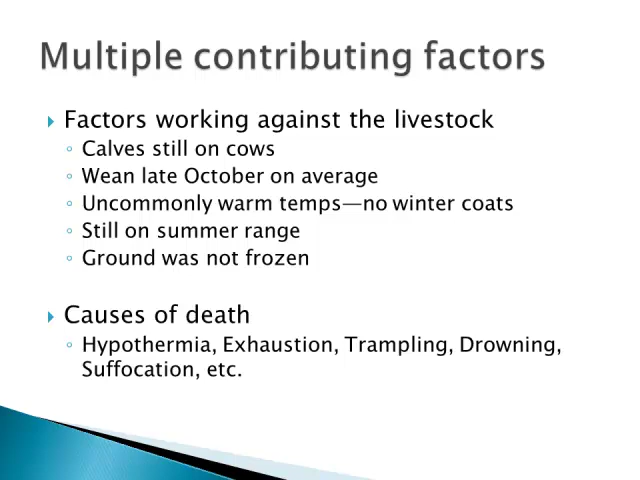 Multiple contributing factors
Factors working against the livestock
Calves still on cows
Wean late October on average
Uncommonly warm temps—no winter coats
Still on summer range
Ground was not frozen
Causes of death
Hypothermia, Exhaustion, Trampling, Drowning,
Suffocation, etc.